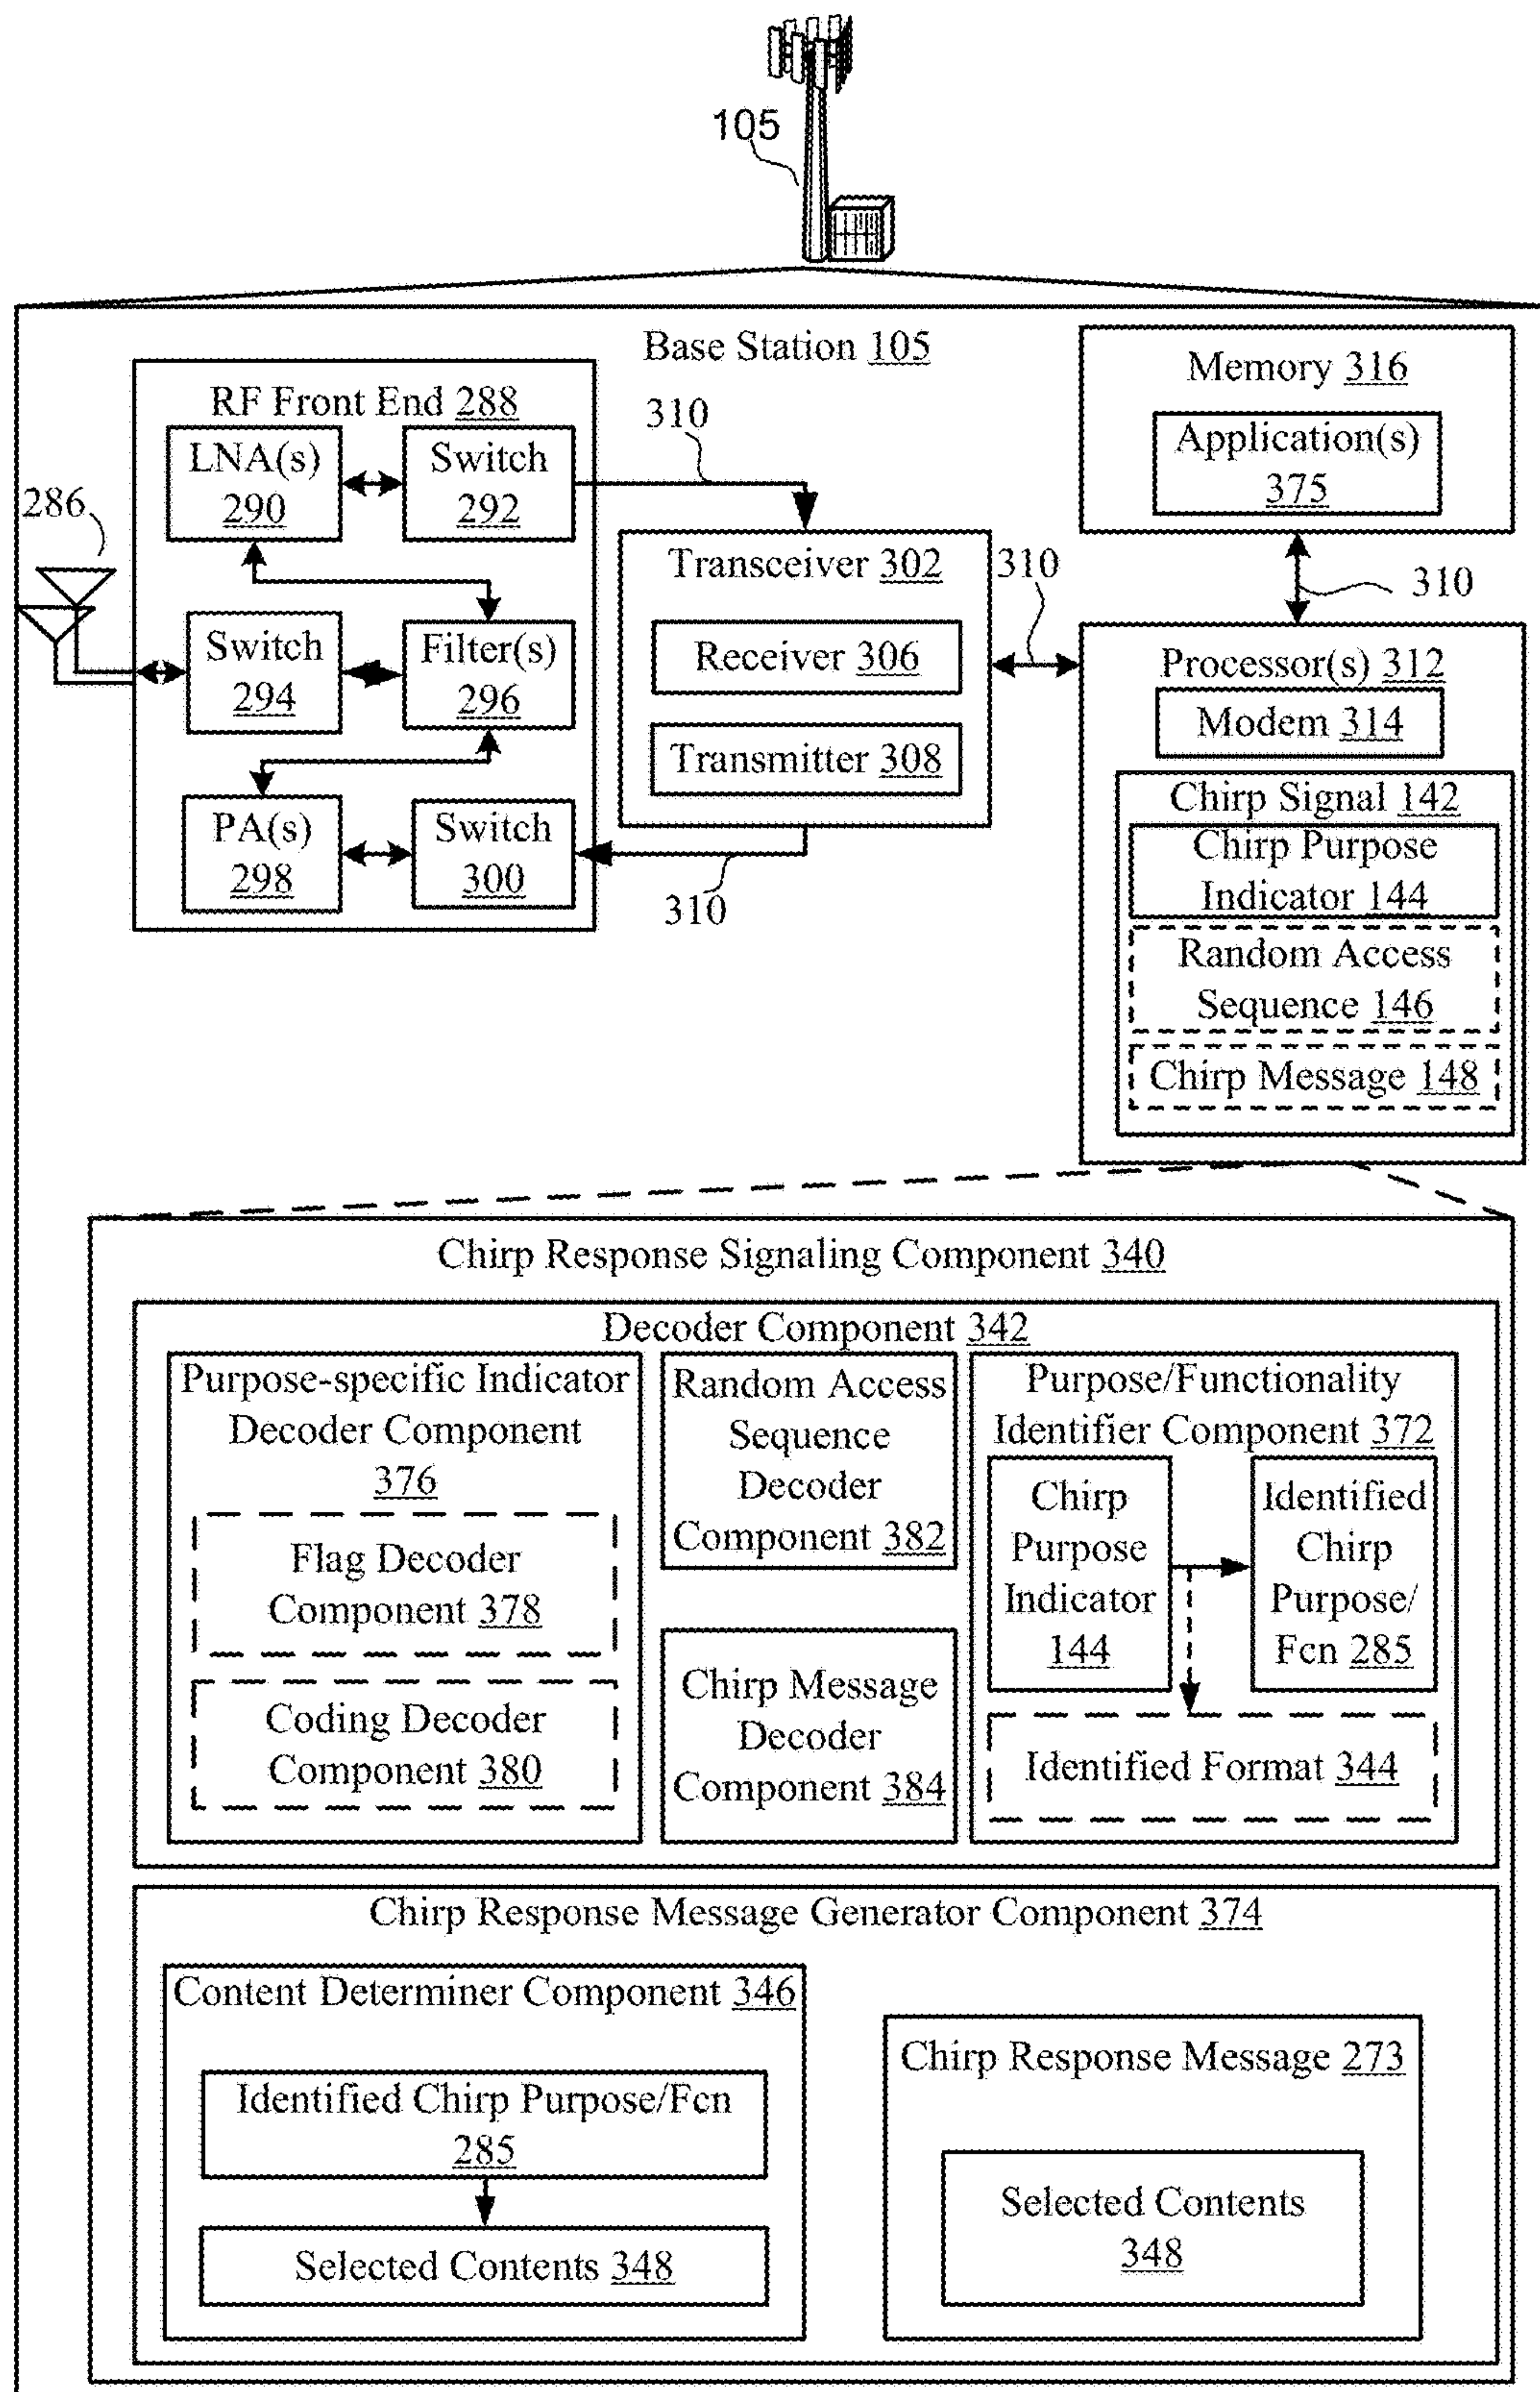 105
Base Station 105
RF Front End 288
LNA(s)
290
Switch
292
310
286
Switch
294
Filter(s)
296
PA(s)
298
Switch
300
310
Transceiver 302
Receiver 306
Transmitter 308
310
Memory 316
Application(s)
375
310
Processor(s) 312
Modem 314
Chirp Signal 142
Chirp Purpose
Indicator 144
Random Access
Sequence 146
Chirp Message 148
Chirp Response Signaling Component 340
Decoder Component 342
Purpose-specific Indicator
Decoder Component
376
Flag Decoder
Component 378
Coding Decoder
Component 380
Random Access
Sequence
Decoder
Component 382
Chirp Message
Decoder
Component 384
Purpose/Functionality
Identifier Component 372
Chirp
Purpose
Indicator
144
Identified
Chirp
Purpose/
Fcn 285
Identified Format 344
Chirp Response Message Generator Component 374
Content Determiner Component 346
Identified Chirp Purpose/Fcn
285
Selected Contents 348
Chirp Response Message 273
Selected Contents
348